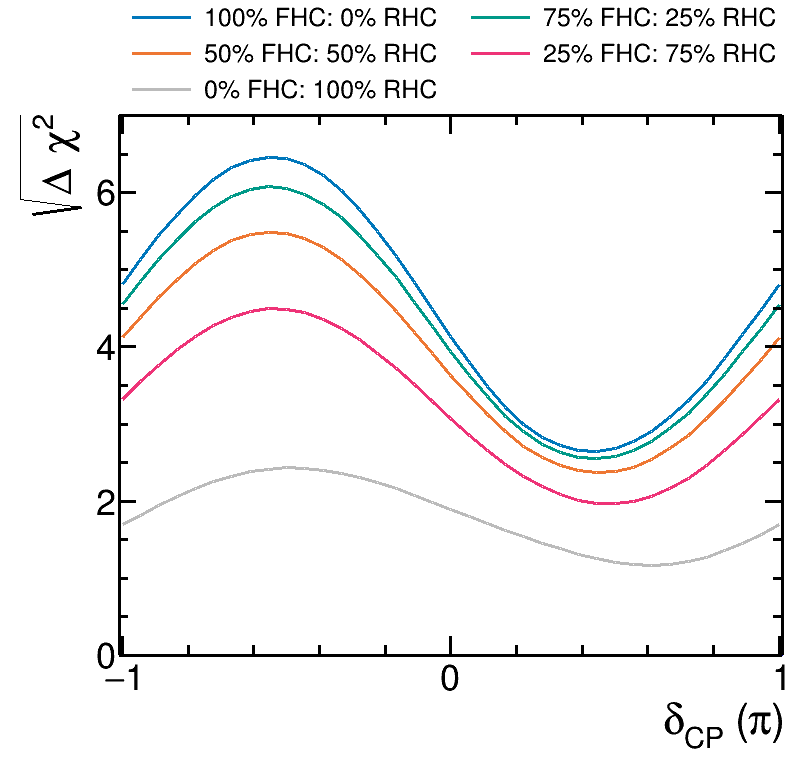 100% FHC: 0% RHC
75% FHC: 25% RHC
50% FHC: 50% RHC
25% FHC: 75% RHC
0% FHC: 100% RHC
√Δ χ²
6
4
2
0
−1
0
1
δCP (π)